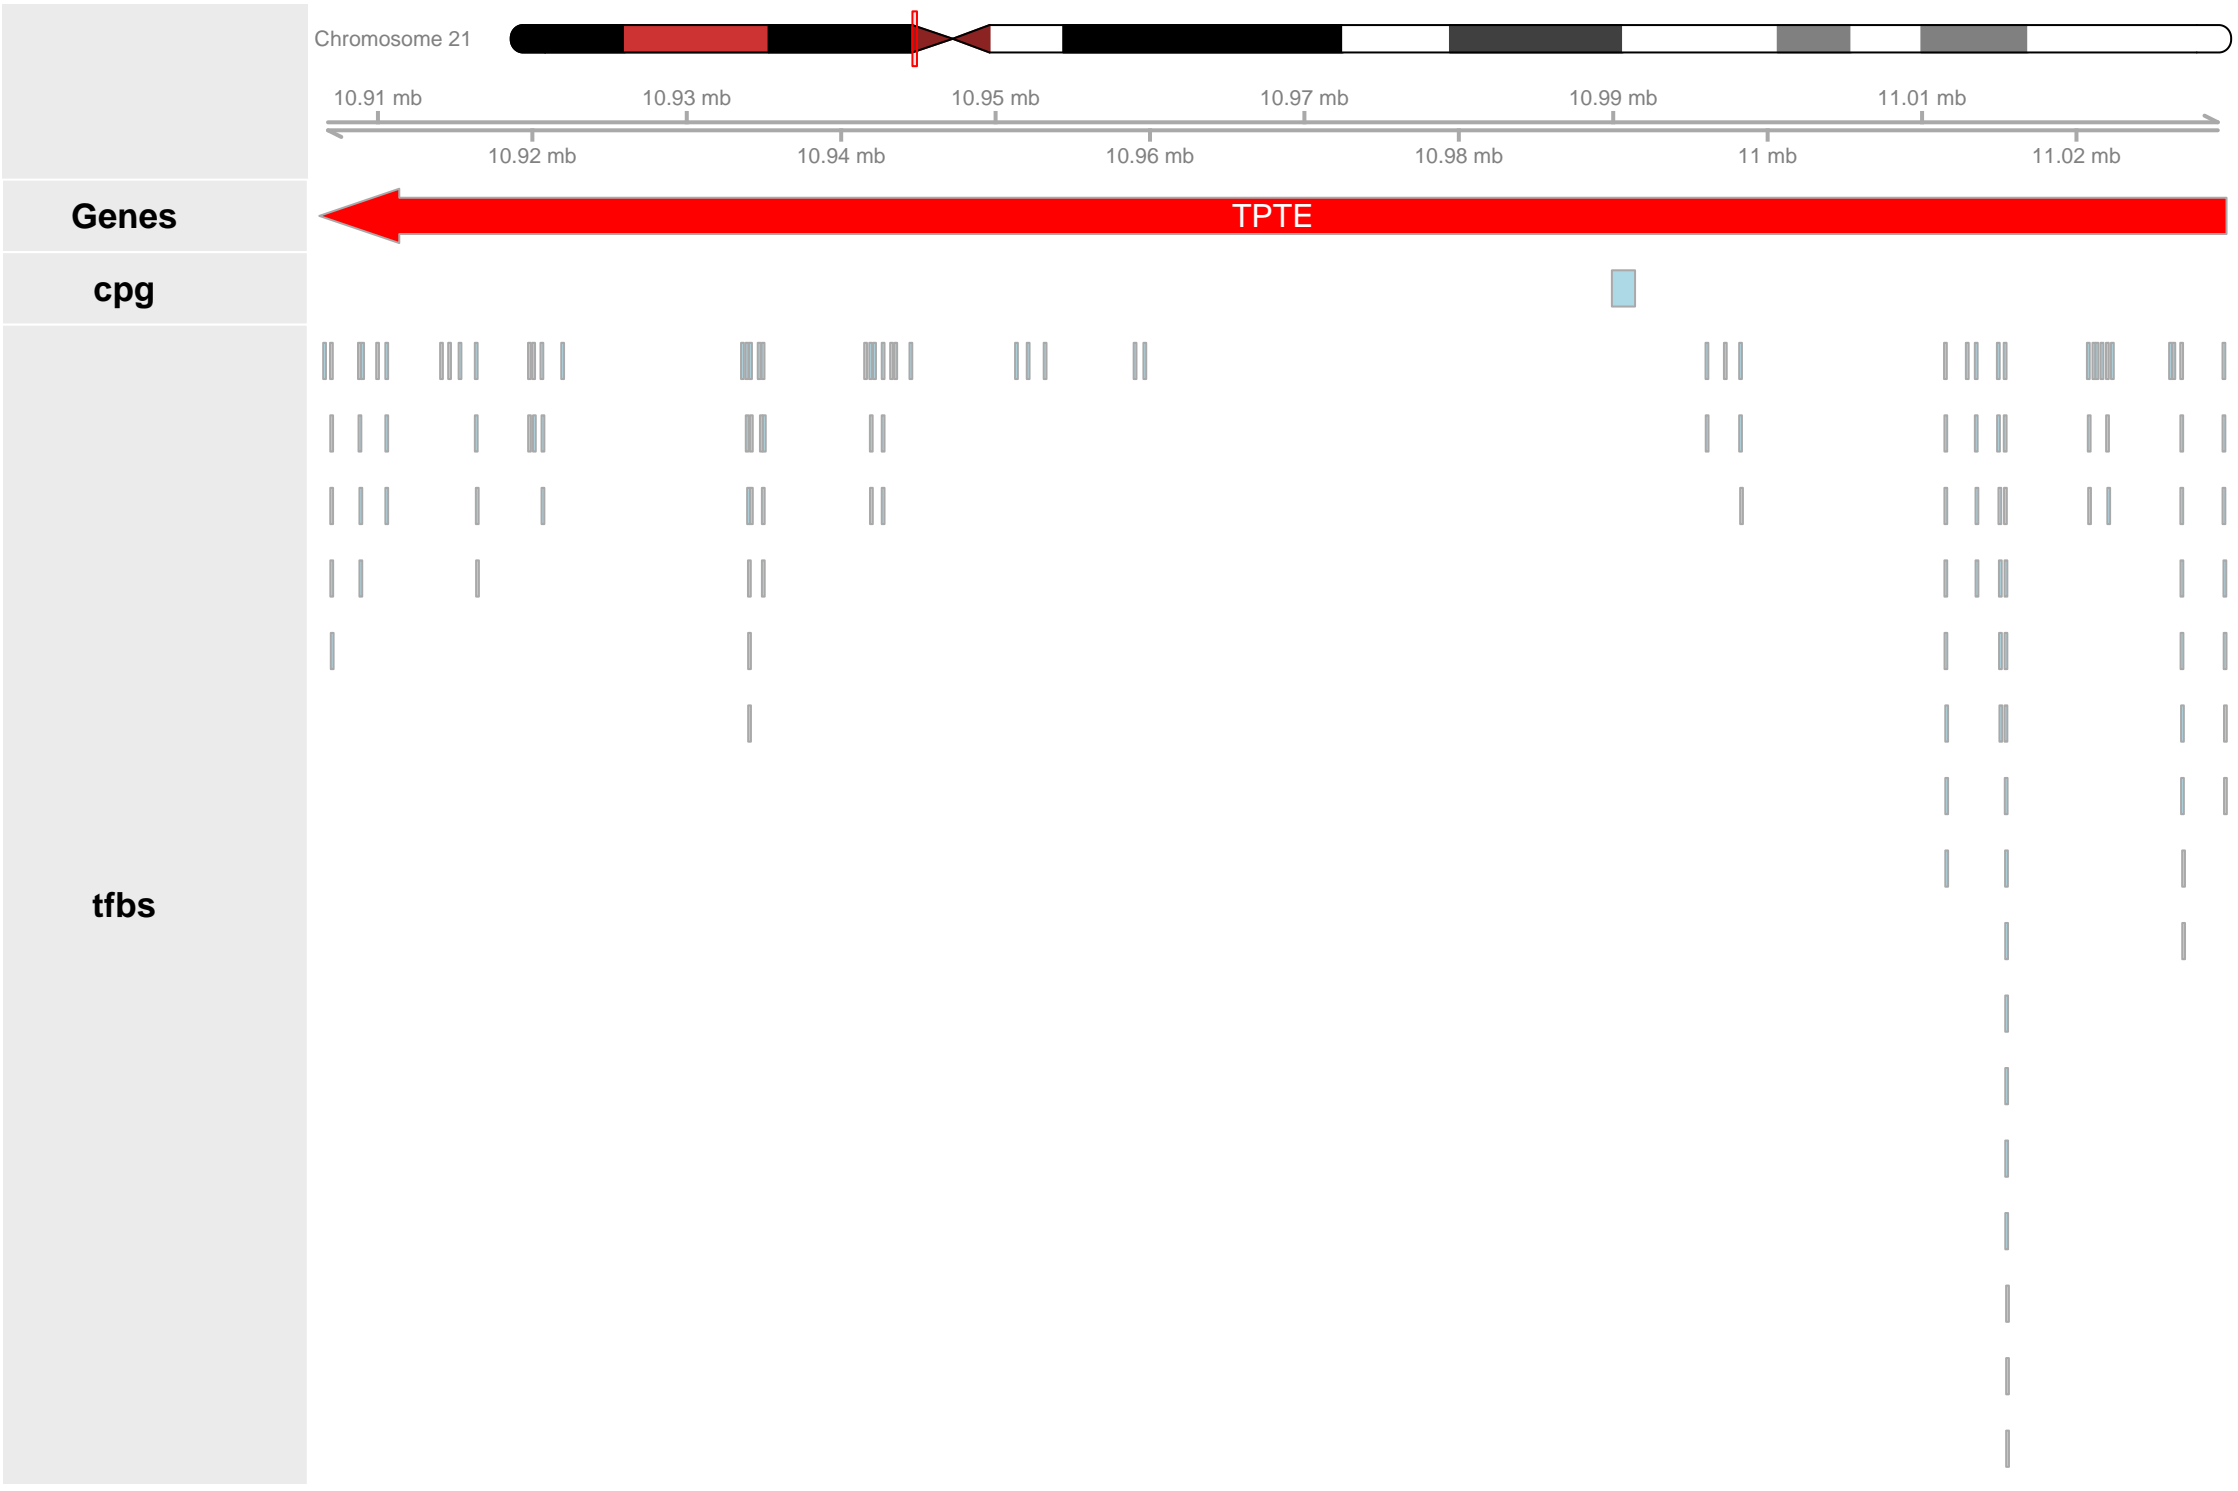 Chromosome 21
10.91 mb 10.93 mb 10.95 mb 10.97 mb 10.99 mb 11.01 mb
10.92 mb 10.94 mb 10.96 mb 10.98 mb 11 mb 11.02 mb
Genes TPTE
cpg
tfbs